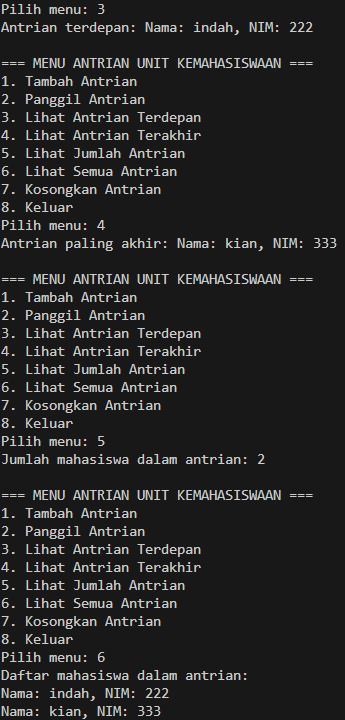 Pilih menu: 3
Antrian terdepan: Nama: indah, NIM: 222
=== MENU ANTRIAN UNIT KEMAHASISWAAN ===
1. Tambah Antrian
2. Panggil Antrian
3. Lihat Antrian Terdepan
4. Lihat Antrian Terakhir
5. Lihat Jumlah Antrian
6. Lihat Semua Antrian
7. Kosongkan Antrian
8. Keluar
Pilih menu: 4
Antrian paling akhir: Nama: kian, NIM: 333
=== MENU ANTRIAN UNIT KEMAHASISWAAN ===
1. Tambah Antrian
2. Panggil Antrian
3. Lihat Antrian Terdepan
4. Lihat Antrian Terakhir
5. Lihat Jumlah Antrian
6. Lihat Semua Antrian
7. Kosongkan Antrian
8. Keluar
Pilih menu: 5
Jumlah mahasiswa dalam antrian: 2
=== MENU ANTRIAN UNIT KEMAHASISWAAN ===
1. Tambah Antrian
2. Panggil Antrian
3. Lihat Antrian Terdepan
4. Lihat Antrian Terakhir
5. Lihat Jumlah Antrian
6. Lihat Semua Antrian
7. Kosongkan Antrian
8. Keluar
Pilih menu: 6
Daftar mahasiswa dalam antrian:
Nama: indah, NIM: 222
Nama: kian, NIM: 333